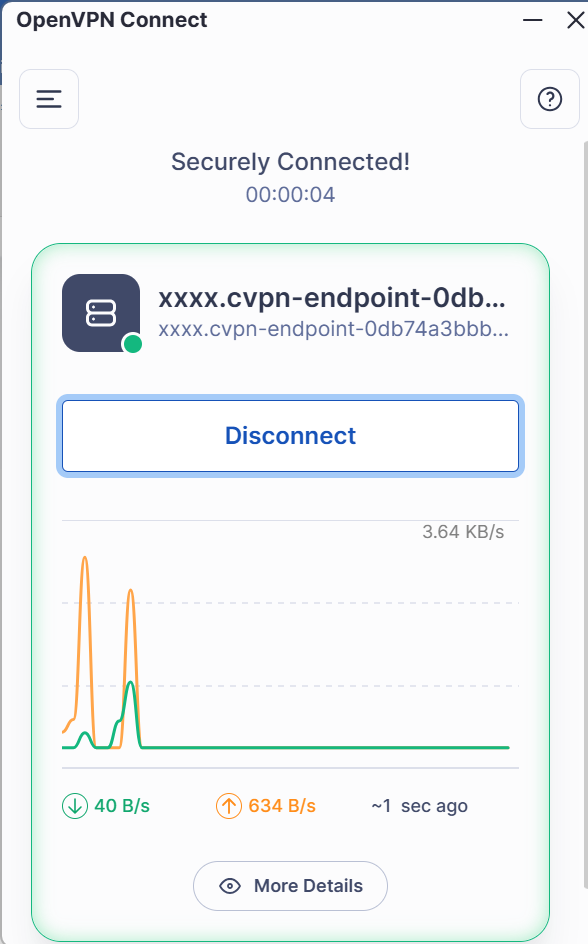 OpenVPN Connect
Securely Connected!
00:00:04
xxxx.cvpn-endpoint-0db...
xxxx.cvpn-endpoint-0db74a3bbb...
Disconnect
3.64 KB/s
40 B/s
634 B/s
~1 sec ago
More Details